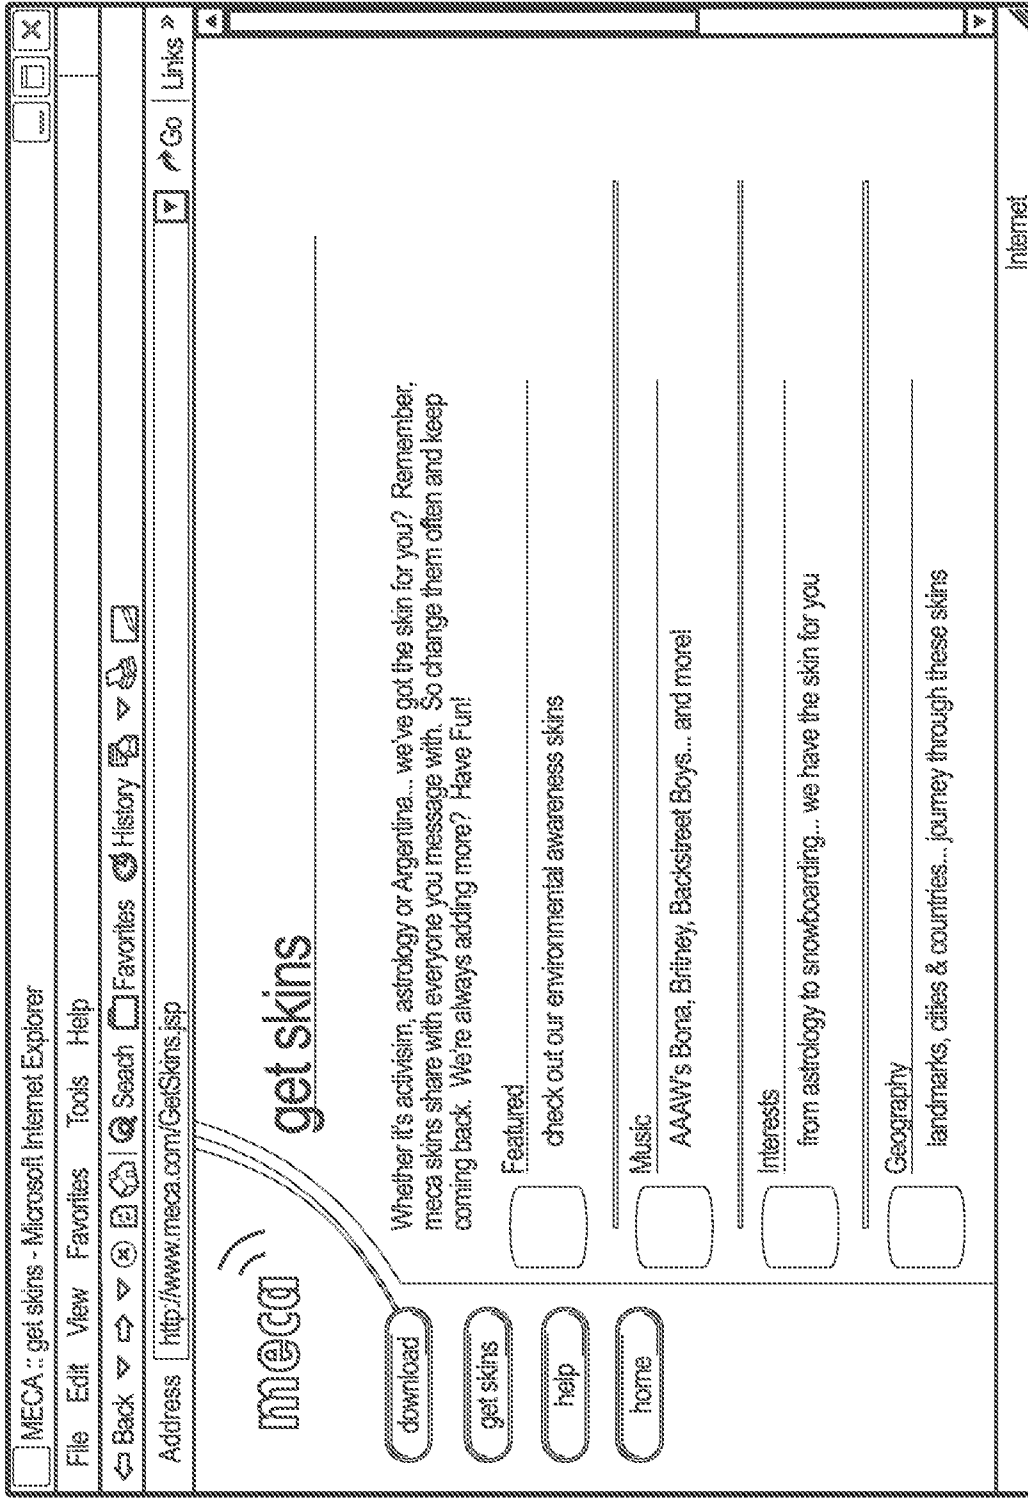 MECA :: get skins - Microsoft Internet Explorer
File Edit View Favorites Tools Help
Back Seach Favorites History
Address http://www.meca.com/GetSkins.jsp Go Links »
meca
get skins
download
get skins
help
home
Whether it's activisim, astrology or Argentina... we've got the skin for you? Remember,
meca skins share with everyone you message with. So change them often and keep
coming back. We're always adding more? Have Fun!
Featured
check out our environmental awareness skins
Music
AAAV's Bona, Britney, Backstreet Boys... and more!
Interests
from astrology to snowboarding... we have the skin for you
Geography
landmarks, cities & countries... journey through these skins
Internet